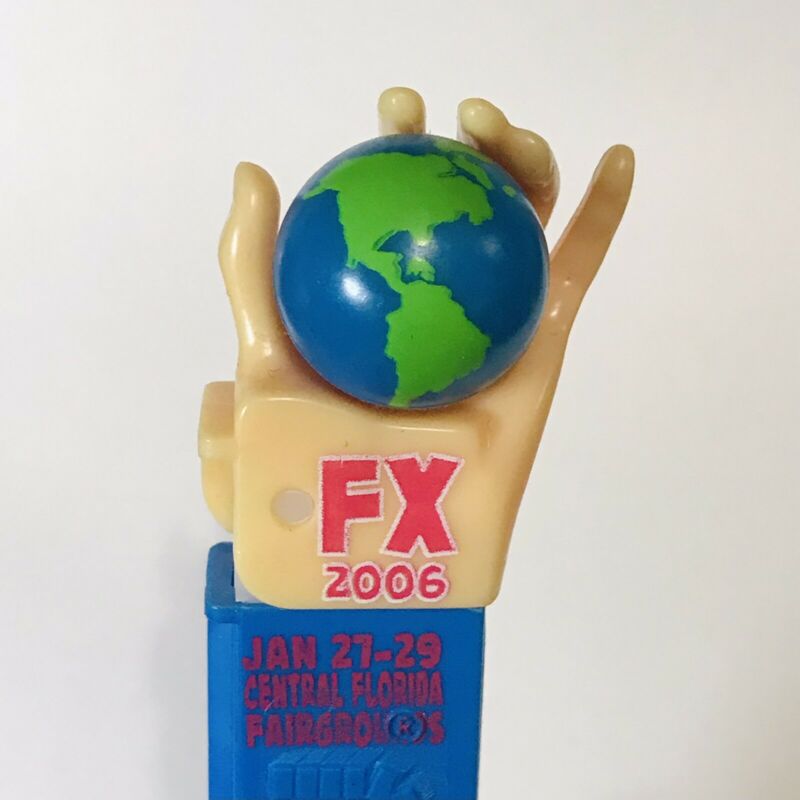 FX
2006
JAN 27-29
CENTRAL FLORIDA
FAIRGROUNDS
®